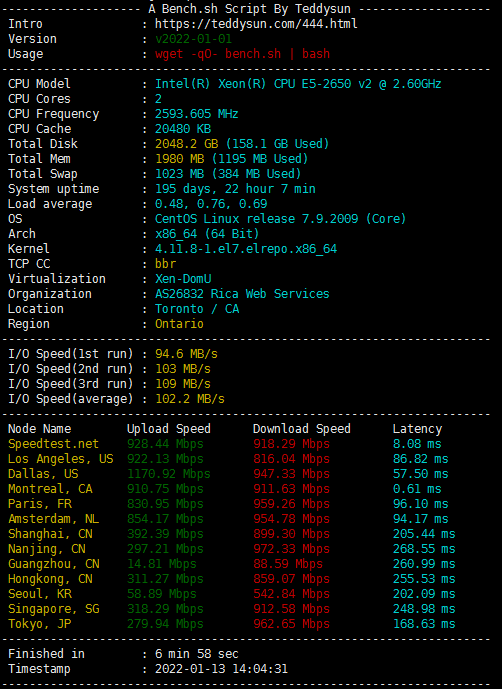 -------------------- A Bench.sh Script By Teddysun -------------------
Intro : https://teddysun.com/444.html
Version : v2022-01-01
Usage : wget -qO- bench.sh | bash
----------------------------------------------------------------------
CPU Model : Intel(R) Xeon(R) CPU E5-2650 v2 @ 2.60GHz
CPU Cores : 2
CPU Frequency : 2593.605 MHz
CPU Cache : 20480 KB
Total Disk : 2048.2 GB (158.1 GB Used)
Total Mem : 1980 MB (1195 MB Used)
Total Swap : 1023 MB (384 MB Used)
System uptime : 195 days, 22 hour 7 min
Load average : 0.48, 0.76, 0.69
OS : CentOS Linux release 7.9.2009 (Core)
Arch : x86_64 (64 Bit)
Kernel : 4.11.8-1.el7.elrepo.x86_64
TCP CC : bbr
Virtualization : Xen-DomU
Organization : AS26832 Rica Web Services
Location : Toronto / CA
Region : Ontario
----------------------------------------------------------------------
I/O Speed(1st run) : 94.6 MB/s
I/O Speed(2nd run) : 103 MB/s
I/O Speed(3rd run) : 109 MB/s
I/O Speed(average) : 102.2 MB/s
----------------------------------------------------------------------
Node Name Upload Speed Download Speed Latency
Speedtest.net 928.44 Mbps 918.29 Mbps 8.08 ms
Los Angeles, US 922.13 Mbps 816.04 Mbps 86.82 ms
Dallas, US 1170.92 Mbps 947.33 Mbps 57.50 ms
Montreal, CA 910.75 Mbps 911.63 Mbps 0.61 ms
Paris, FR 830.95 Mbps 959.26 Mbps 96.10 ms
Amsterdam, NL 854.17 Mbps 954.78 Mbps 94.17 ms
Shanghai, CN 392.39 Mbps 899.30 Mbps 205.44 ms
Nanjing, CN 297.21 Mbps 972.33 Mbps 268.55 ms
Guangzhou, CN 14.81 Mbps 88.59 Mbps 260.99 ms
Hongkong, CN 311.27 Mbps 859.07 Mbps 255.53 ms
Seoul, KR 58.89 Mbps 542.84 Mbps 202.09 ms
Singapore, SG 318.29 Mbps 912.58 Mbps 248.98 ms
Tokyo, JP 279.94 Mbps 962.65 Mbps 168.63 ms
----------------------------------------------------------------------
Finished in : 6 min 58 sec
Timestamp : 2022-01-13 14:04:31
----------------------------------------------------------------------